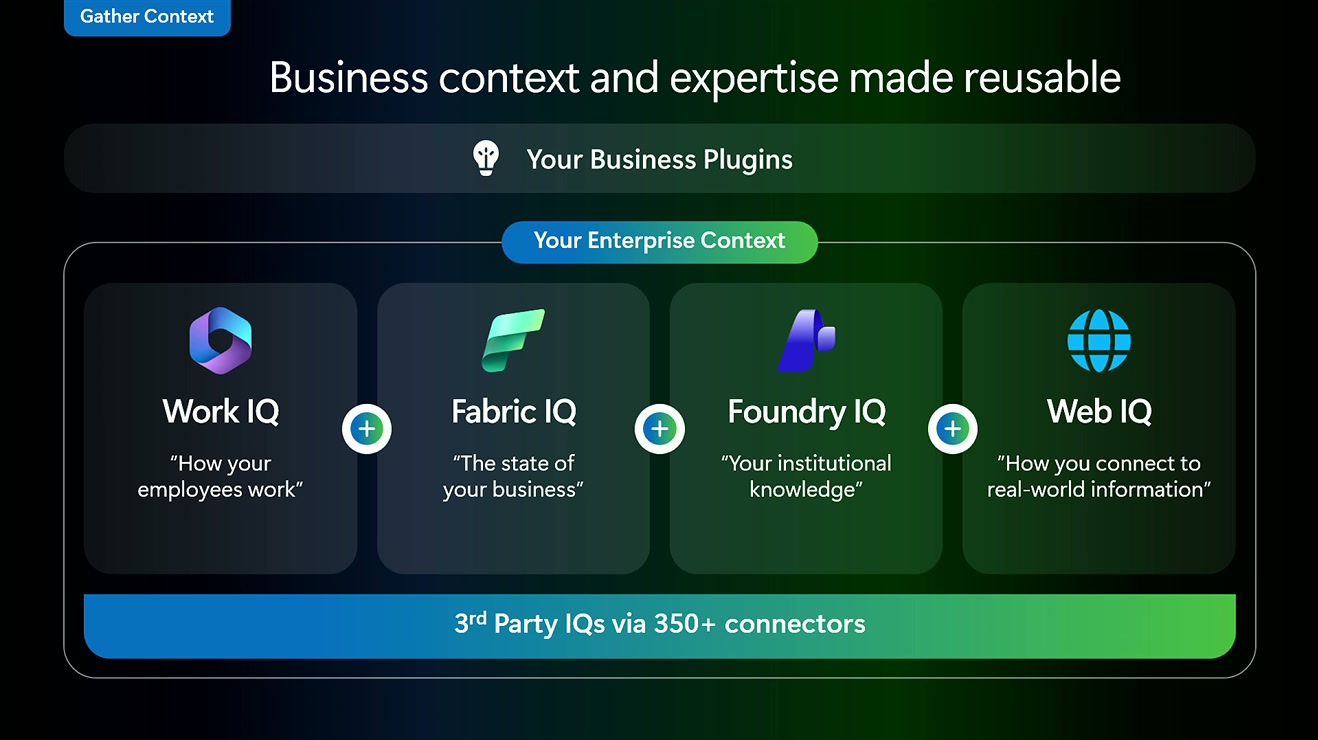 Gather Context
Business context and expertise made reusable
Your Business Plugins
Your Enterprise Context
Work IQ
“How your
employees work”
Fabric IQ
“The state of
your business”
Foundry IQ
“Your institutional
knowledge”
Web IQ
“How you connect to
real-world information”
3rd Party IQs via 350+ connectors